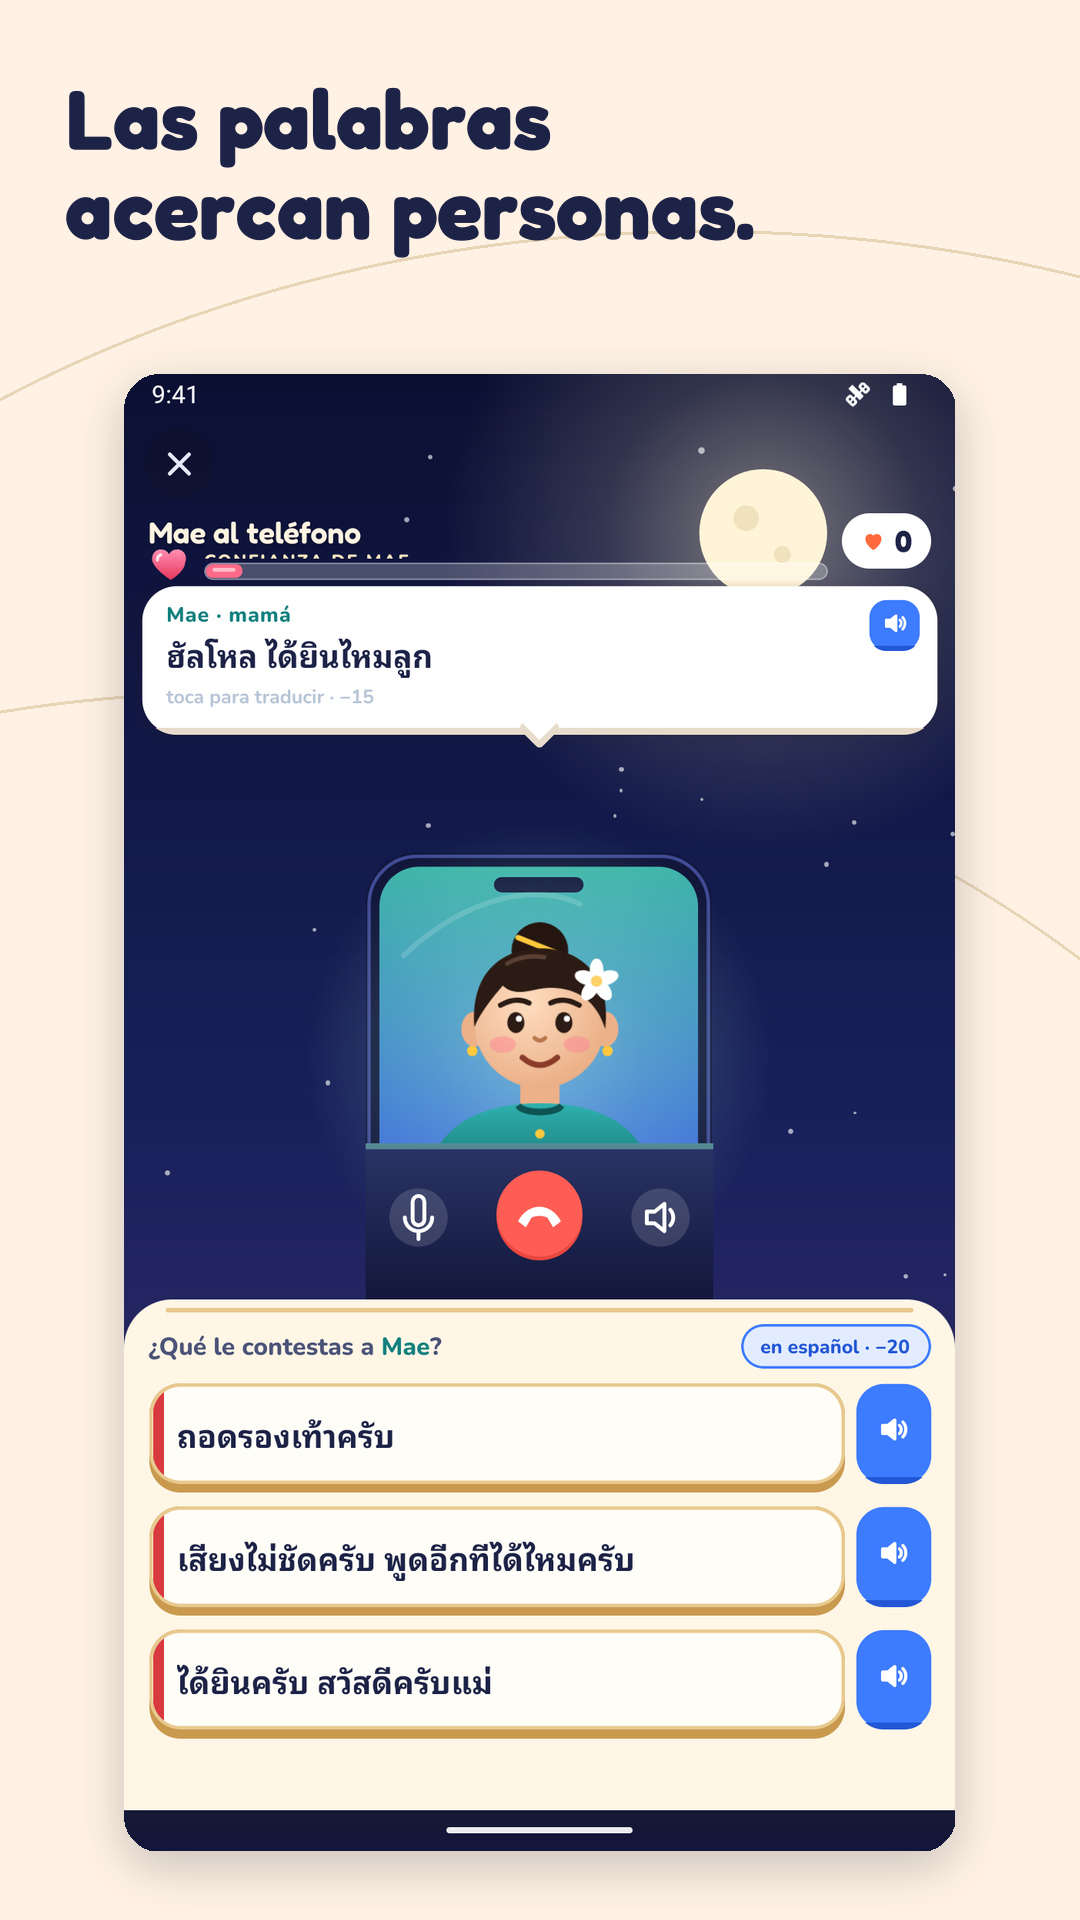 Las palabras
acercan personas.
9:41
Mae al teléfono
CONFIANZA DE MAE
0
Mae · mamá
ฮัลโหล ได้ยินไหมลูก
toca para traducir · −15
¿Qué le contestas a Mae?
en español · −20
ถอดรองเท้าครับ
เสียงไม่ชัดครับ พูดอีกทีได้ไหมครับ
ได้ยินครับ สวัสดีครับแม่